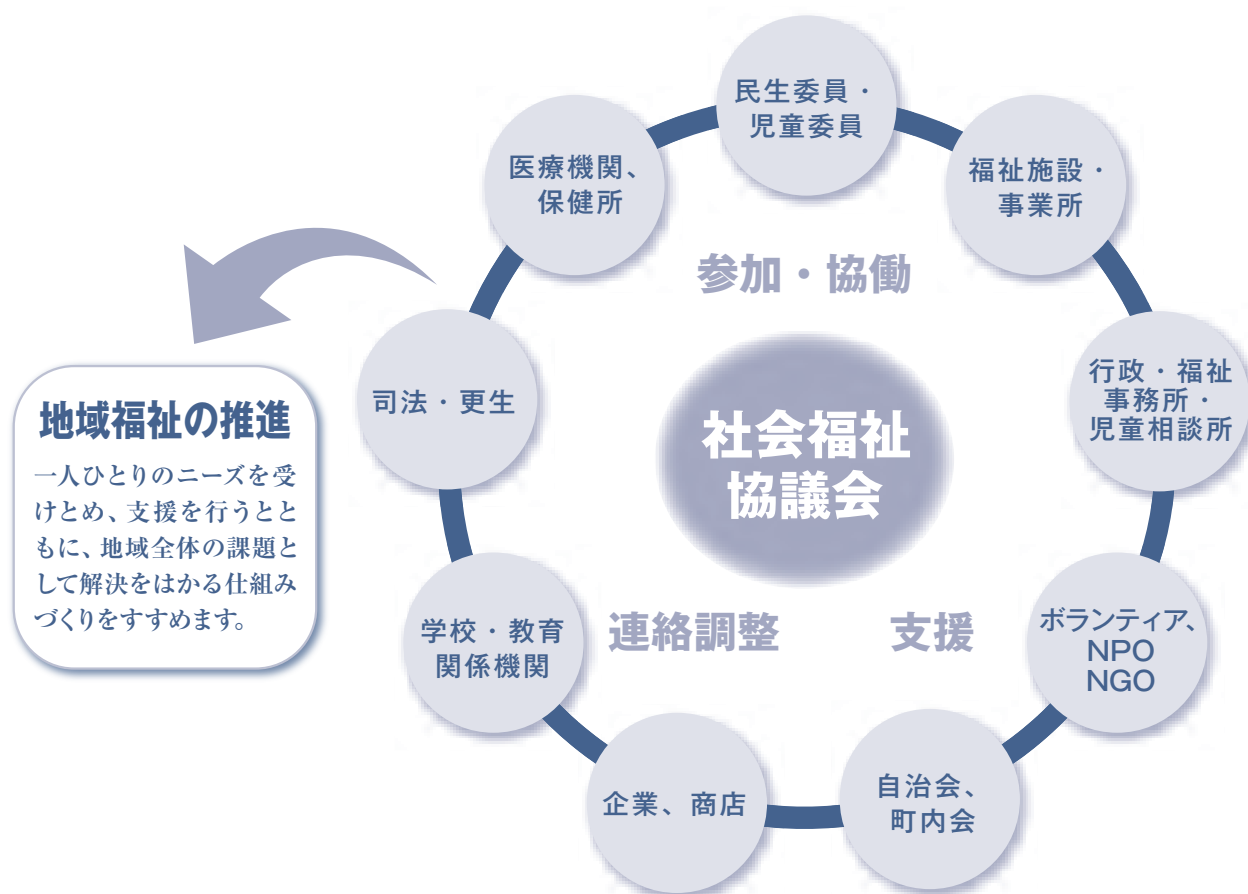 民生委員・
児童委員
医療機関、
保健所
福祉施設・
事業所
参加・協働
司法・更生
行政・福祉
事務所・
児童相談所
社会福祉
協議会
地域福祉の推進
一人ひとりのニーズを受
けとめ、支援を行うとと
もに、地域全体の課題と
して解決をはかる仕組み
づくりをすすめます。
学校・教育
関係機関
連絡調整
支援
ボランティア、
NPO
NGO
企業、商店
自治会、
町内会